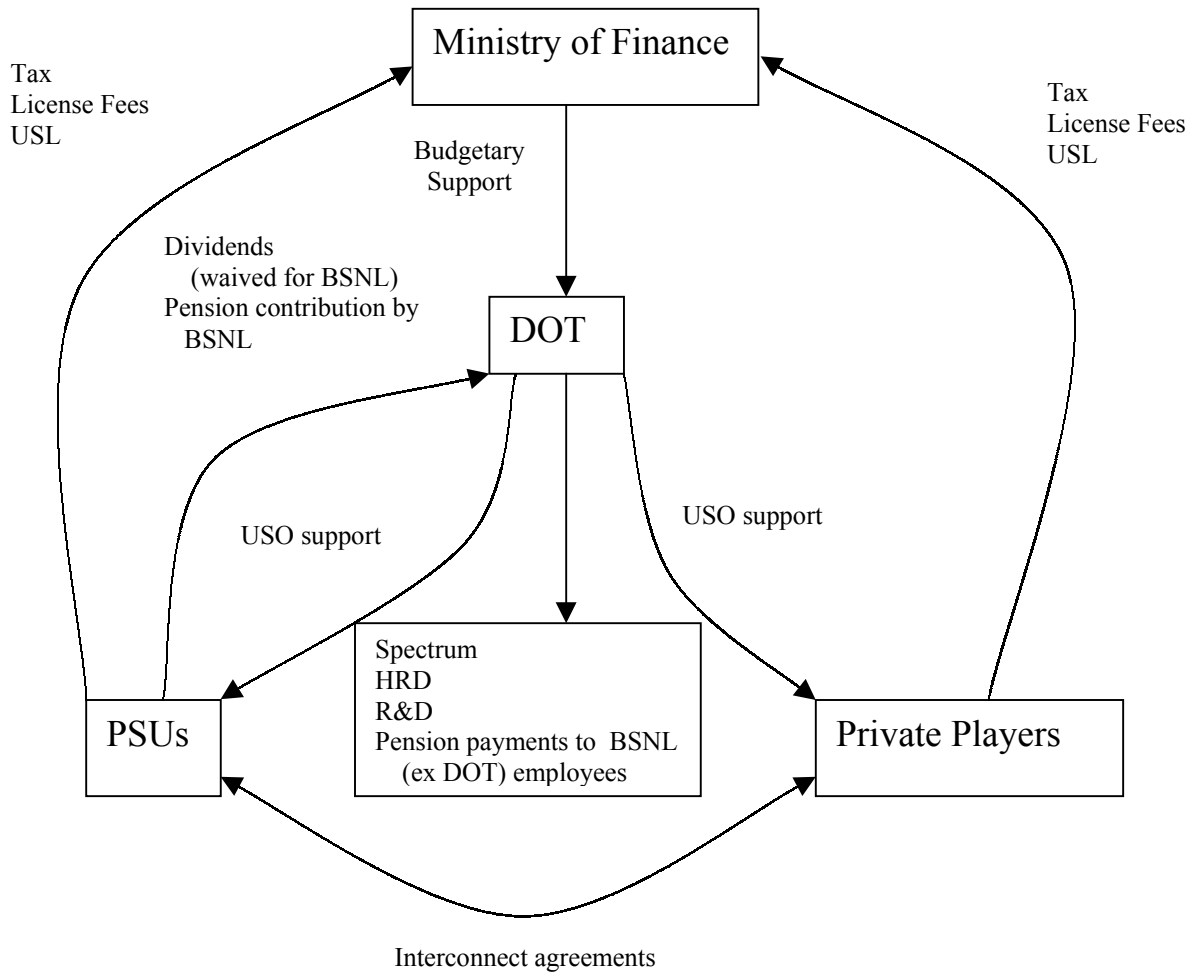 Ministry of Finance
Tax
License Fees
USL
Tax
License Fees
USL
Budgetary
Support
Dividends
(waived for BSNL)
Pension contribution by
BSNL
DOT
USO support
USO support
Spectrum
HRD
R&D
Pension payments to BSNL
(ex DOT) employees
PSUs
Private Players
Interconnect agreements